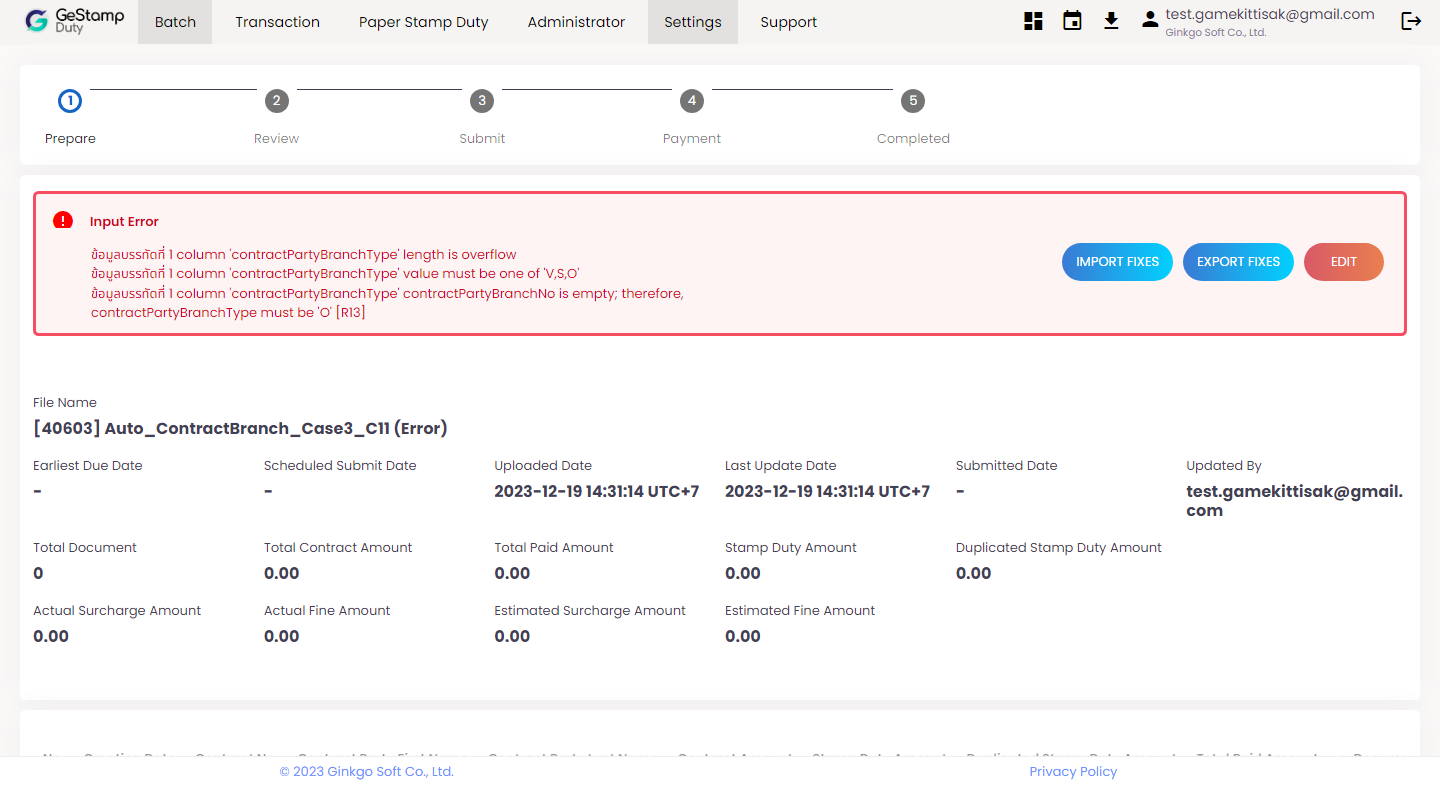 GeStamp
Duty
Batch
Transaction
Paper Stamp Duty
Administrator
Settings
Support
test.gamekittisak@gmail.com
Ginkgo Soft Co., Ltd.
1
2
3
4
5
Prepare
Review
Submit
Payment
Completed
Input Error
ข้อมูลบรรทัดที่ 1 column 'contractPartyBranchType' length is overflow
ข้อมูลบรรทัดที่ 1 column 'contractPartyBranchType' value must be one of 'V,S,O'
ข้อมูลบรรทัดที่ 1 column 'contractPartyBranchType' contractPartyBranchNo is empty; therefore,
contractPartyBranchType must be 'O' [R13]
IMPORT FIXES
EXPORT FIXES
EDIT
File Name
[40603] Auto_ContractBranch_Case3_C11 (Error)
Earliest Due Date
Scheduled Submit Date
Uploaded Date
Last Update Date
Submitted Date
Updated By
-
-
2023-12-19 14:31:14 UTC+7
2023-12-19 14:31:14 UTC+7
-
test.gamekittisak@gmail.
com
Total Document
Total Contract Amount
Total Paid Amount
Stamp Duty Amount
Duplicated Stamp Duty Amount
0
0.00
0.00
0.00
0.00
Actual Surcharge Amount
Actual Fine Amount
Estimated Surcharge Amount
Estimated Fine Amount
0.00
0.00
0.00
0.00
© 2023 Ginkgo Soft Co., Ltd.
Privacy Policy